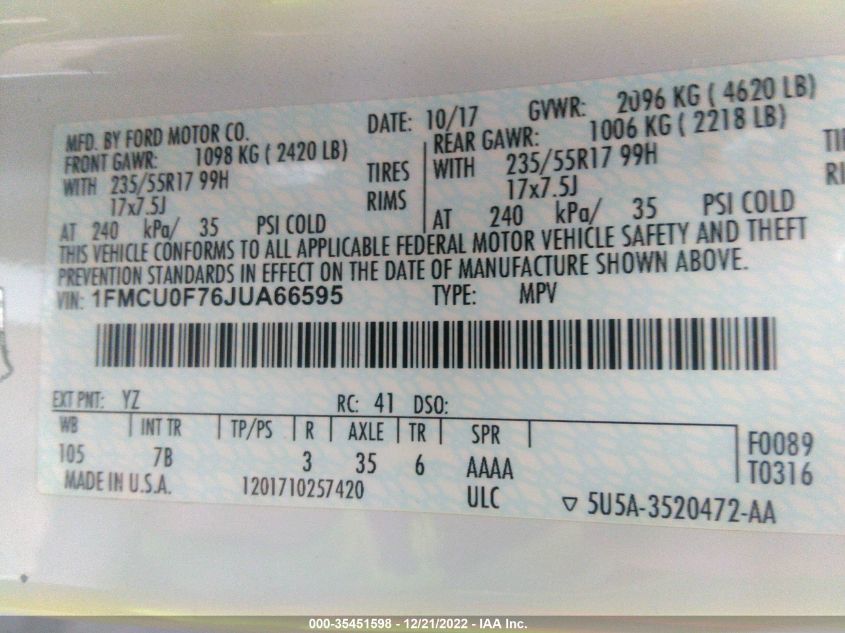 MFD. BY FORD MOTOR CO. DATE: 10/17 GVWR: 2096 KG ( 4620 LB)
FRONT GAWR: 1098 KG ( 2420 LB) REAR GAWR: 1006 KG ( 2218 LB)
WITH 235/55R17 99H TIRES WITH 235/55R17 99H
17x7.5J RIMS 17x7.5J
AT 240 kPa/ 35 PSI COLD AT 240 kPa/ 35 PSI COLD
THIS VEHICLE CONFORMS TO ALL APPLICABLE FEDERAL MOTOR VEHICLE SAFETY AND THEFT
PREVENTION STANDARDS IN EFFECT ON THE DATE OF MANUFACTURE SHOWN ABOVE.
VIN: 1FMCU0F76JUA66595 TYPE: MPV
EXT PNT: YZ RC: 41 DSO:
WB INT TR TP/PS R AXLE TR SPR F0089
105 7B 3 35 6 AAAA T0316
MADE IN U.S.A. 1201710257420 ULC ▽ 5U5A-3520472-AA
000-35451598 - 12/21/2022 - IAA Inc.